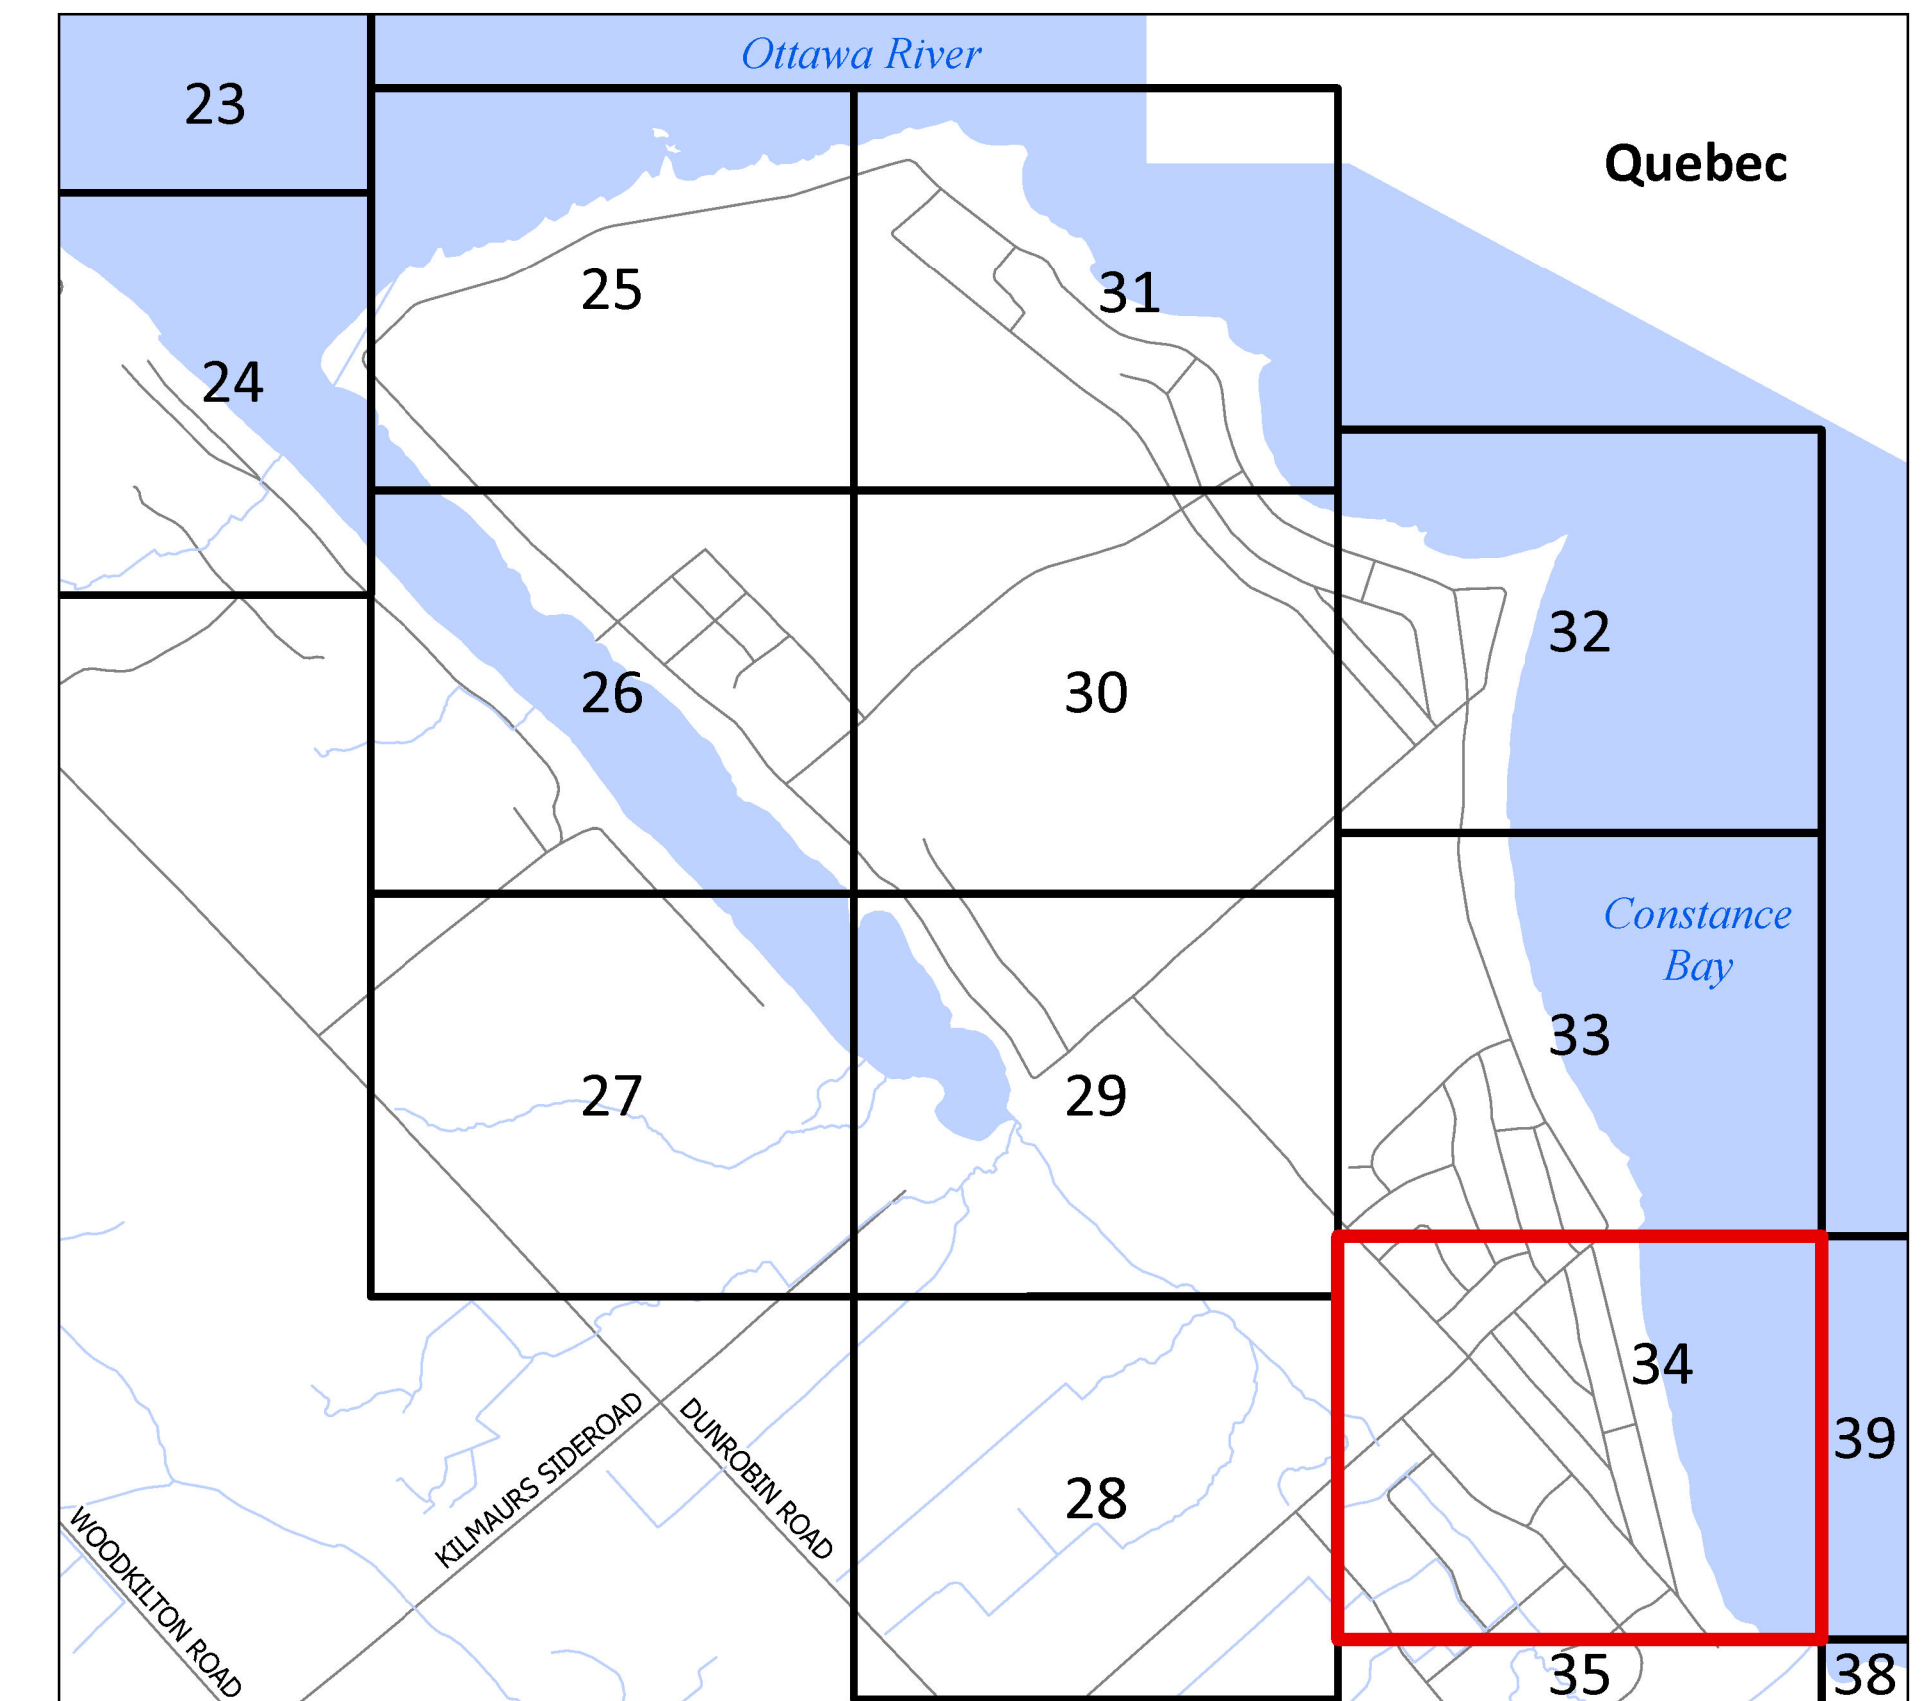 Ottawa River
23
Quebec
25
31
24
32
26
30
Constance
Bay
33
27
29
34
39
28
KILMAURS SIDEROAD
DUNROBIN ROAD
WOODKILTON ROAD
35
38